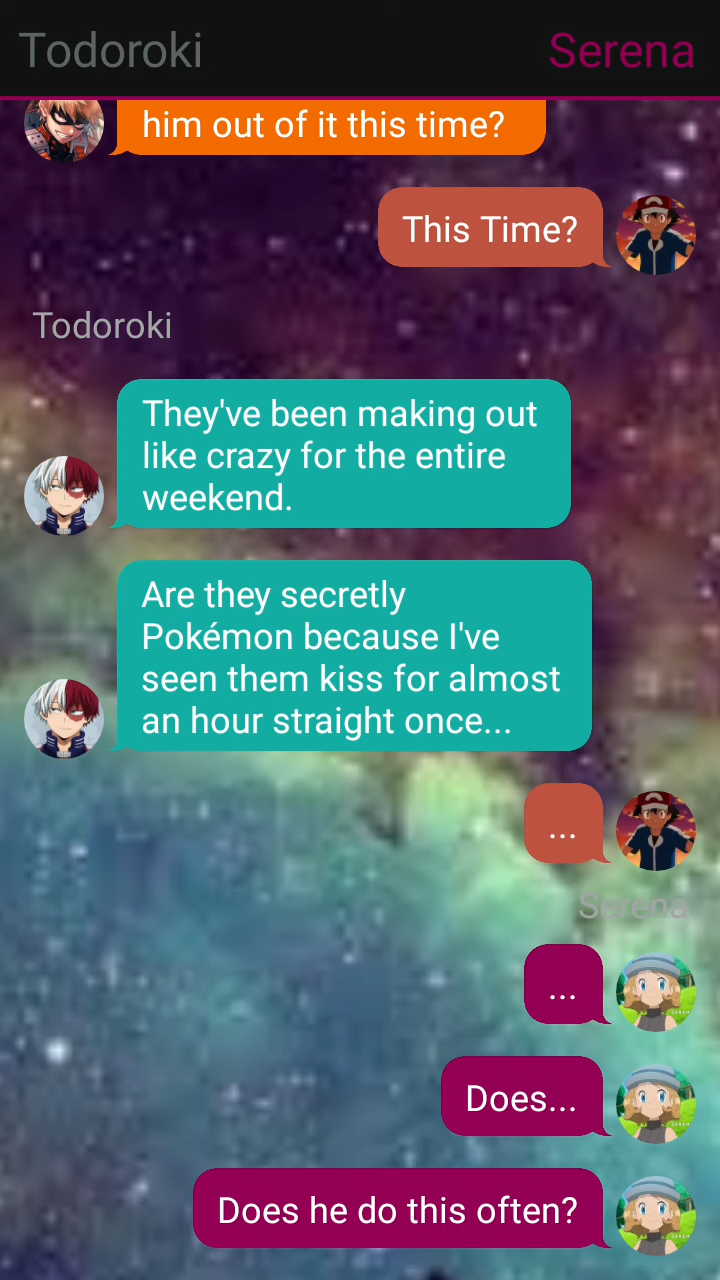 Todoroki
Serena
him out of it this time?
This Time?
Todoroki
They've been making out
like crazy for the entire
weekend.
Are they secretly
Pokémon because I've
seen them kiss for almost
an hour straight once...
...
Serena
...
Does...
Does he do this often?